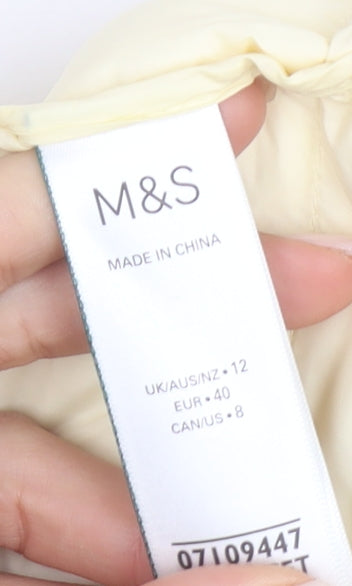 M&S
MADE IN CHINA
UK/AUS/NZ • 12
EUR • 40
CAN/US • 8
07109447